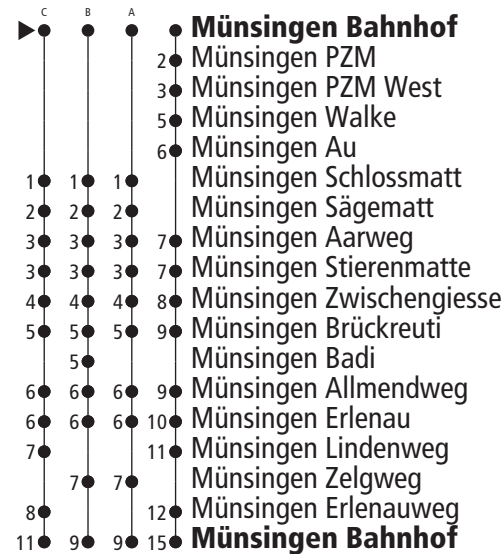 C B A
Münsingen Bahnhof
2 Münsingen PZM
3 Münsingen PZM West
5 Münsingen Walke
6 Münsingen Au
1 1 1 Münsingen Schlossmatt
2 2 2 Münsingen Sägematt
3 3 3 7 Münsingen Aarweg
3 3 3 7 Münsingen Stierenmatte
4 4 4 8 Münsingen Zwischengiesse
5 5 5 9 Münsingen Brückreuti
5 Münsingen Badi
6 6 6 9 Münsingen Allmendweg
6 6 6 10 Münsingen Erlenau
7 11 Münsingen Lindenweg
7 7 Münsingen Zelgweg
8 12 Münsingen Erlenauweg
11 9 9 15 Münsingen Bahnhof